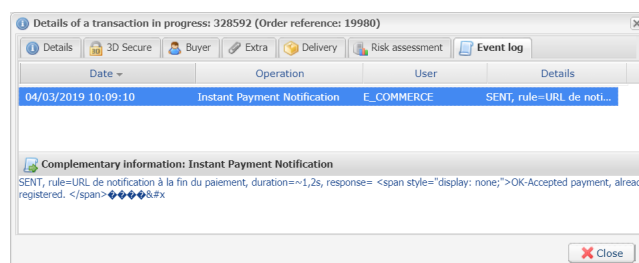 Details of a transaction in progress: 328592 (Order reference: 19980)
Details 3D Secure Buyer Extra Delivery Risk assessment Event log
Date Operation User Details
04/03/2019 10:09:10 Instant Payment Notification E_COMMERCE SENT, rule=URL de noti...
Complementary information: Instant Payment Notification
SENT, rule=URL de notification à la fin du paiement, duration=~1,2s, response= <span style="display: none;">OK-Accepted payment, alread
registered. </span>����&#x
Close